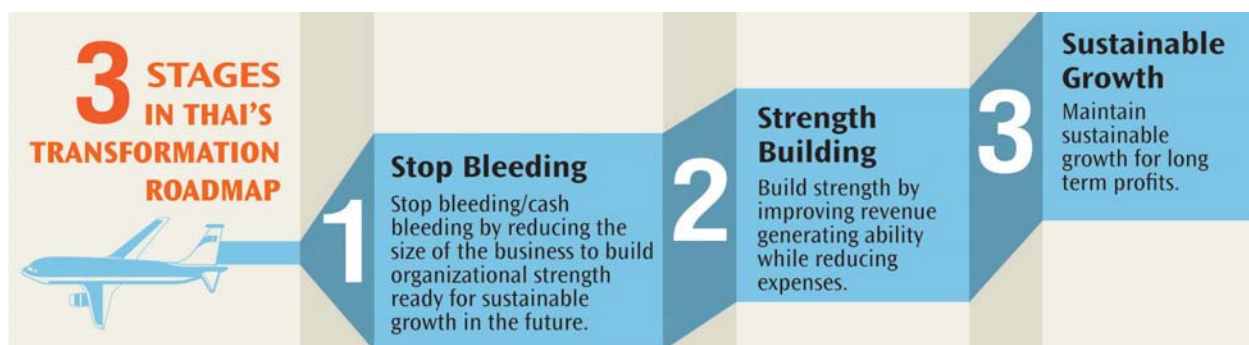 3 STAGES
IN THAI'S
TRANSFORMATION
ROADMAP
1
Stop Bleeding
Stop bleeding/cash
bleeding by reducing the
size of the business to build
organizational strength
ready for sustainable
growth in the future.
2
Strength
Building
Build strength by
improving revenue
generating ability
while reducing
expenses.
3
Sustainable
Growth
Maintain
sustainable
growth for long
term profits.